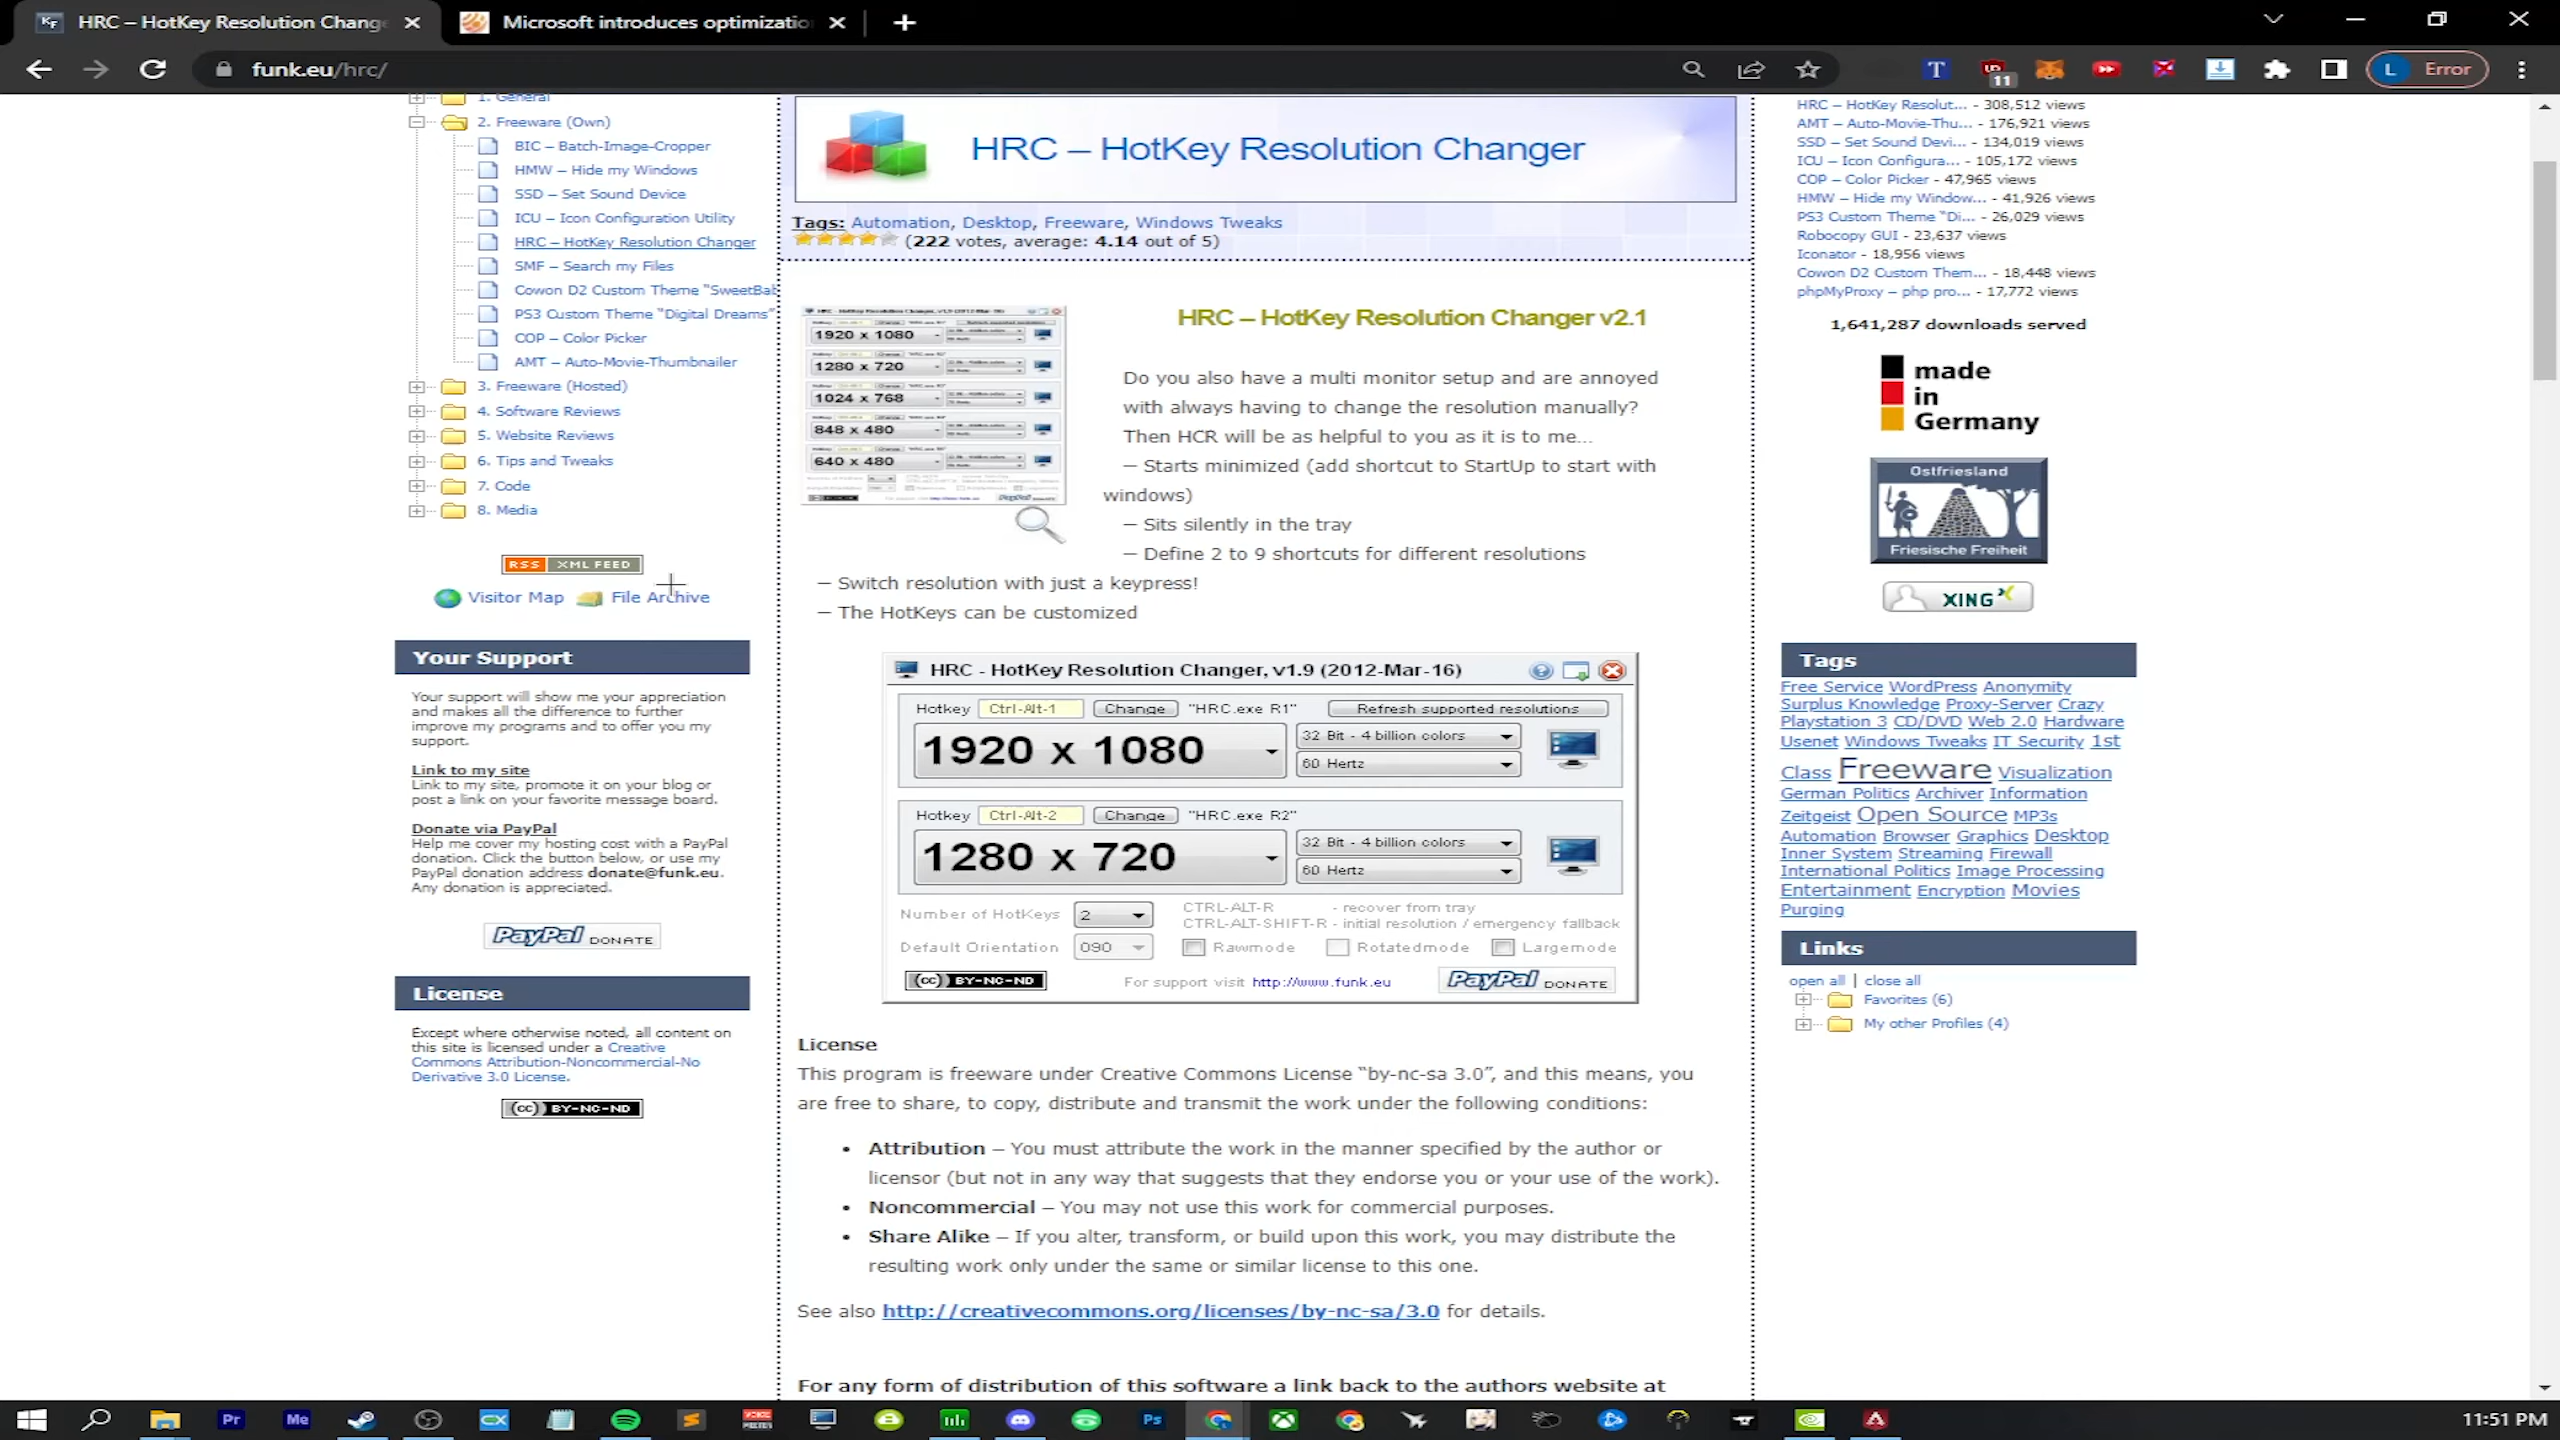 HRC – HotKey Resolution Change
Microsoft introduces optimizatio
funk.eu/hrc/
11
L Error
1. General
2. Freeware (Own)
BIC – Batch-Image-Cropper
HMW – Hide my Windows
SSD – Set Sound Device
ICU – Icon Configuration Utility
HRC – HotKey Resolution Changer
SMF – Search my Files
Cowon D2 Custom Theme "SweetBab
PS3 Custom Theme "Digital Dreams"
COP – Color Picker
AMT – Auto-Movie-Thumbnailer
3. Freeware (Hosted)
4. Software Reviews
5. Website Reviews
6. Tips and Tweaks
7. Code
8. Media
RSS XML FEED
Visitor Map File Archive
Your Support
Your support will show me your appreciation
and makes all the difference to further
improve my programs and to offer you my
support.
Link to my site
Link to my site, promote it on your blog or
post a link on your favorite message board.
Donate via PayPal
Help me cover my hosting cost with a PayPal
donation. Click the button below, or use my
PayPal donation address donate@funk.eu.
Any donation is appreciated.
PayPal DONATE
License
Except where otherwise noted, all content on
this site is licensed under a Creative
Commons Attribution-Noncommercial-No
Derivative 3.0 License.
(cc) BY-NC-ND
HRC – HotKey Resolution Changer
Tags: Automation, Desktop, Freeware, Windows Tweaks
(222 votes, average: 4.14 out of 5)
1920 x 1080
1280 x 720
1024 x 768
848 x 480
640 x 480
HRC – HotKey Resolution Changer v2.1
Do you also have a multi monitor setup and are annoyed
with always having to change the resolution manually?
Then HCR will be as helpful to you as it is to me...
– Starts minimized (add shortcut to StartUp to start with
windows)
– Sits silently in the tray
– Define 2 to 9 shortcuts for different resolutions
– Switch resolution with just a keypress!
– The HotKeys can be customized
HRC - HotKey Resolution Changer, v1.9 (2012-Mar-16)
Hotkey Ctrl-Alt-1 Change "HRC.exe R1" Refresh supported resolutions
1920 x 1080
32 Bit - 4 billion colors
60 Hertz
Hotkey Ctrl-Alt-2 Change "HRC.exe R2"
1280 x 720
32 Bit - 4 billion colors
60 Hertz
Number of HotKeys 2
CTRL-ALT-R - recover from tray
CTRL-ALT-SHIFT-R - initial resolution / emergency fallback
Default Orientation 090 Rawmode Rotatedmode Largemode
(cc) BY-NC-ND For support visit http://www.funk.eu PayPal DONATE
License
This program is freeware under Creative Commons License "by-nc-sa 3.0", and this means, you
are free to share, to copy, distribute and transmit the work under the following conditions:
• Attribution – You must attribute the work in the manner specified by the author or
licensor (but not in any way that suggests that they endorse you or your use of the work).
• Noncommercial – You may not use this work for commercial purposes.
• Share Alike – If you alter, transform, or build upon this work, you may distribute the
resulting work only under the same or similar license to this one.
See also http://creativecommons.org/licenses/by-nc-sa/3.0 for details.
For any form of distribution of this software a link back to the authors website at
HRC – HotKey Resolut... - 308,512 views
AMT – Auto-Movie-Thu... - 176,921 views
SSD – Set Sound Devi... - 134,019 views
ICU – Icon Configura... - 105,172 views
COP – Color Picker - 47,965 views
HMW – Hide my Window... - 41,926 views
PS3 Custom Theme "Di... - 26,029 views
Robocopy GUI - 23,637 views
Iconator - 18,956 views
Cowon D2 Custom Them... - 18,448 views
phpMyProxy – php pro... - 17,772 views
1,641,287 downloads served
made
in
Germany
Ostfriesland
Friesische Freiheit
XING
Tags
Free Service WordPress Anonymity
Surplus Knowledge Proxy-Server Crazy
Playstation 3 CD/DVD Web 2.0 Hardware
Usenet Windows Tweaks IT Security 1st
Class Freeware Visualization
German Politics Archiver Information
Zeitgeist Open Source MP3s
Automation Browser Graphics Desktop
Inner System Streaming Firewall
International Politics Image Processing
Entertainment Encryption Movies
Purging
Links
open all | close all
Favorites (6)
My other Profiles (4)
Pr Me CX Ps
11:51 PM